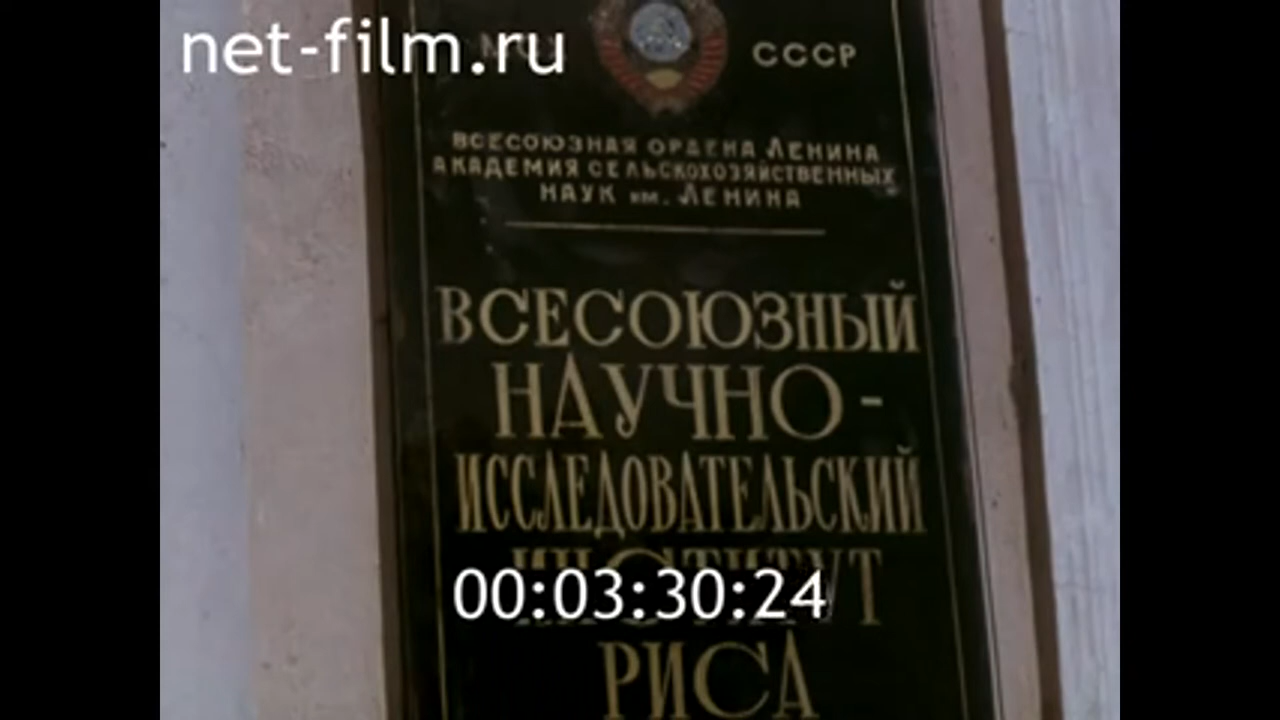 net-film.ru
СССР
ВСЕСОЮЗНАЯ ОРДЕНА ЛЕНИНА
АКАДЕМИЯ СЕЛЬСКОХОЗЯЙСТВЕННЫХ
НАУК им. ЛЕНИНА
ВСЕСОЮЗНЫЙ
НАУЧНО-
ИССЛЕДОВАТЕЛЬСКИЙ
ИНСТИТУТ
00:03:30:24
РИСА